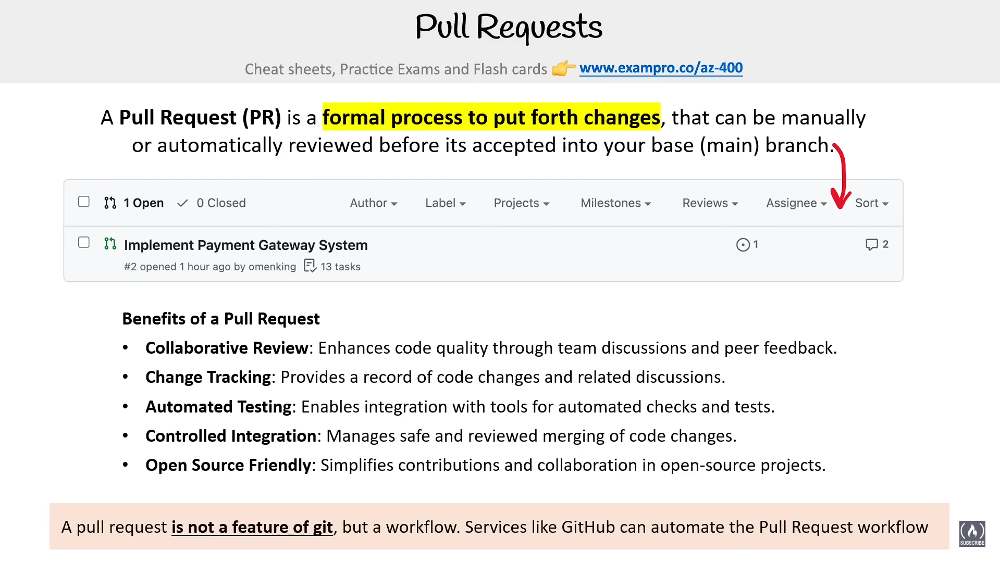 Pull Requests
Cheat sheets, Practice Exams and Flash cards 👉 www.exampro.co/az-400
A Pull Request (PR) is a formal process to put forth changes, that can be manually
or automatically reviewed before its accepted into your base (main) branch.
1 Open 0 Closed Author Label Projects Milestones Reviews Assignee Sort
Implement Payment Gateway System 1 2
#2 opened 1 hour ago by omenking 13 tasks
Benefits of a Pull Request
• Collaborative Review: Enhances code quality through team discussions and peer feedback.
• Change Tracking: Provides a record of code changes and related discussions.
• Automated Testing: Enables integration with tools for automated checks and tests.
• Controlled Integration: Manages safe and reviewed merging of code changes.
• Open Source Friendly: Simplifies contributions and collaboration in open-source projects.
A pull request is not a feature of git, but a workflow. Services like GitHub can automate the Pull Request workflow
SUBSCRIBE